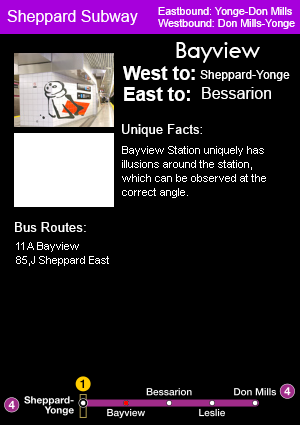 Sheppard Subway
Eastbound: Yonge-Don Mills
Westbound: Don Mills-Yonge
Bayview
West to: Sheppard-Yonge
East to: Bessarion
Unique Facts:
Bayview Station uniquely has
illusions around the station,
which can be observed at the
correct angle.
Bus Routes:
11A Bayview
85,J Sheppard East
1
Bessarion
Don Mills
4
4
Sheppard-
Yonge
Bayview
Leslie